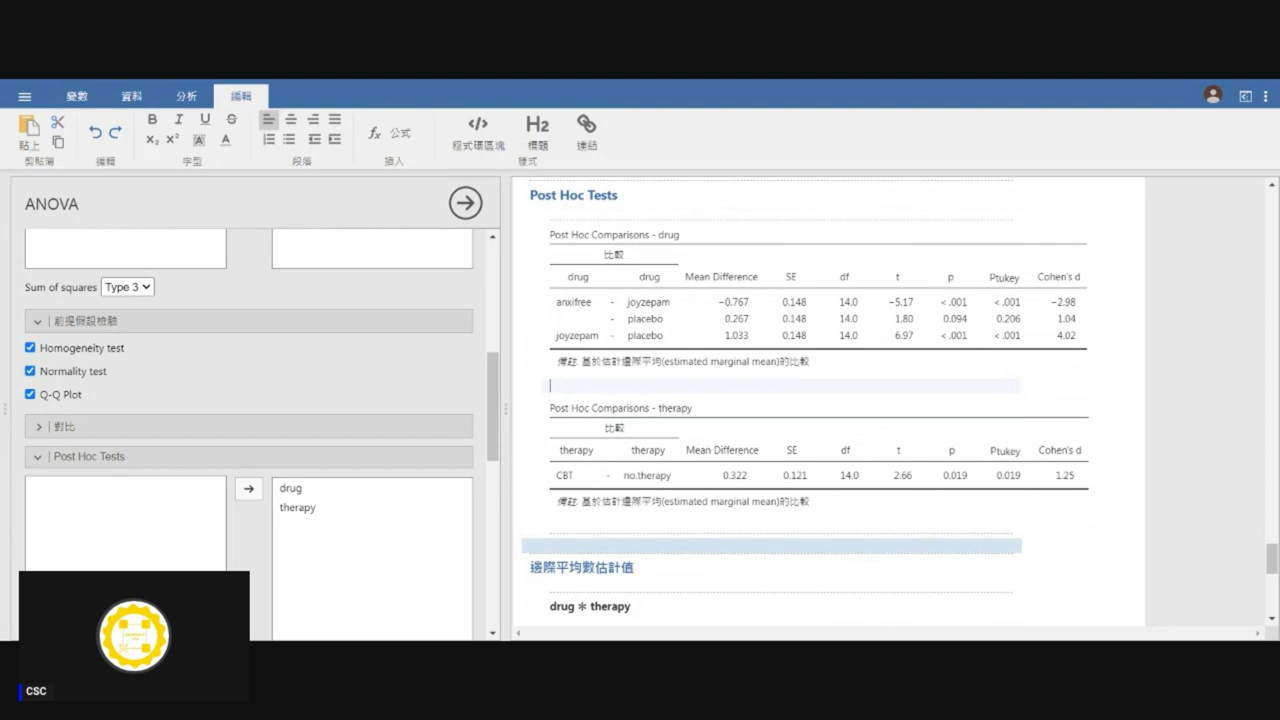 變數 資料 分析 編輯
B I U S
貼上
X₂ X² A A
fx 公式
</> 程式碼區塊
H2 標題
連結
剪貼簿 編輯 字型 段落 插入 樣式
ANOVA
Sum of squares Type 3
前提假設檢驗
Homogeneity test
Normality test
Q-Q Plot
對比
Post Hoc Tests
drug
therapy
Post Hoc Tests
Post Hoc Comparisons - drug
比較
drug drug Mean Difference SE df t p Ptukey Cohen's d
anxifree - joyzepam −0.767 0.148 14.0 −5.17 < .001 < .001 −2.98
- placebo 0.267 0.148 14.0 1.80 0.094 0.206 1.04
joyzepam - placebo 1.033 0.148 14.0 6.97 < .001 < .001 4.02
備註. 基於估計邊際平均(estimated marginal mean)的比較
Post Hoc Comparisons - therapy
比較
therapy therapy Mean Difference SE df t p Ptukey Cohen's d
CBT - no.therapy 0.322 0.121 14.0 2.66 0.019 0.019 1.25
備註. 基於估計邊際平均(estimated marginal mean)的比較
邊際平均數估計值
drug ∗ therapy
CSC